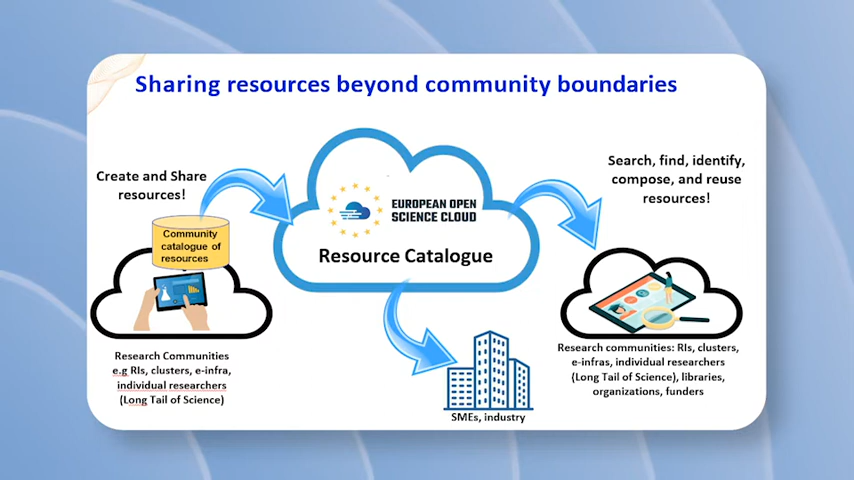 Sharing resources beyond community boundaries
Create and Share
resources!
Community
catalogue of
resources
Research Communities
e.g RIs, clusters, e-infra,
individual researchers
(Long Tail of Science)
EUROPEAN OPEN
SCIENCE CLOUD
Resource Catalogue
SMEs, industry
Search, find, identify,
compose, and reuse
resources!
Research communities: RIs, clusters,
e-infras, individual researchers
(Long Tail of Science), libraries,
organizations, funders